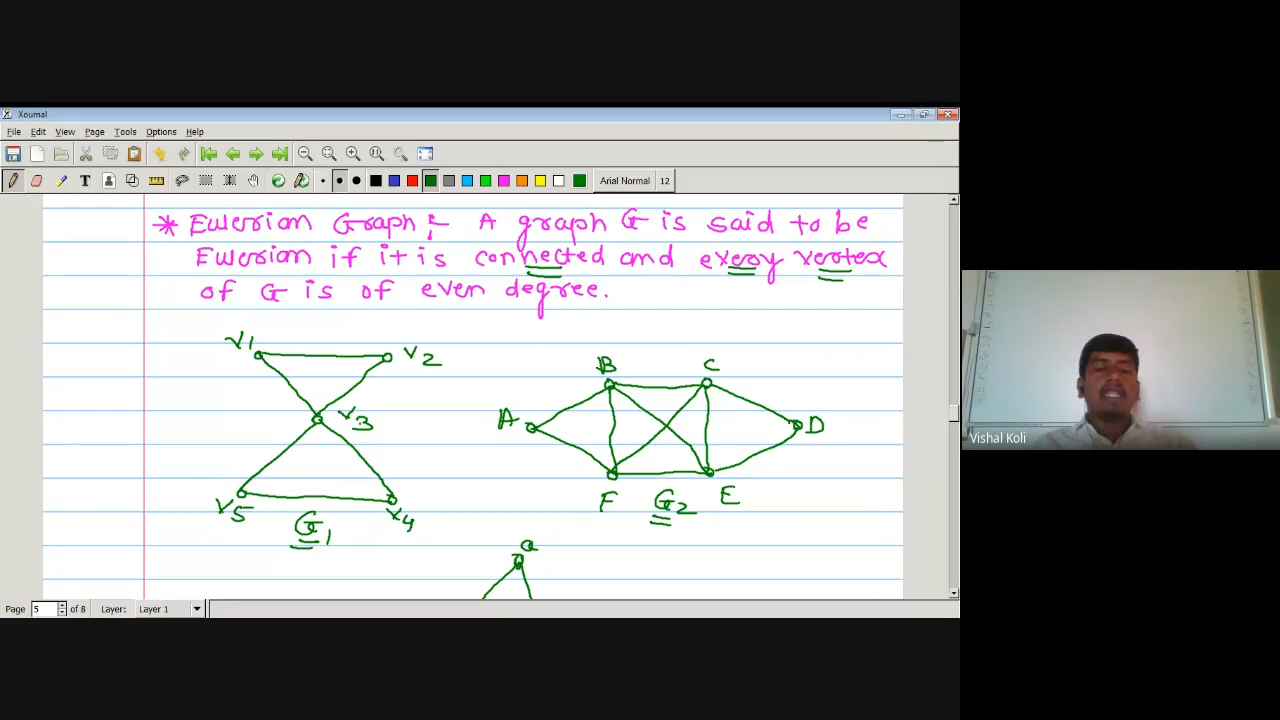 Xournal
File Edit View Page Tools Options Help
Arial Normal 12
* Eulerian Graph :- A graph G is said to be
Eulerian if it is connected and every vertex
of G is of even degree.
V1 V2 B C
V3 A D
V5 V4 F E
G1 G2
a
Page 5 of 8 Layer: Layer 1
Vishal Koli